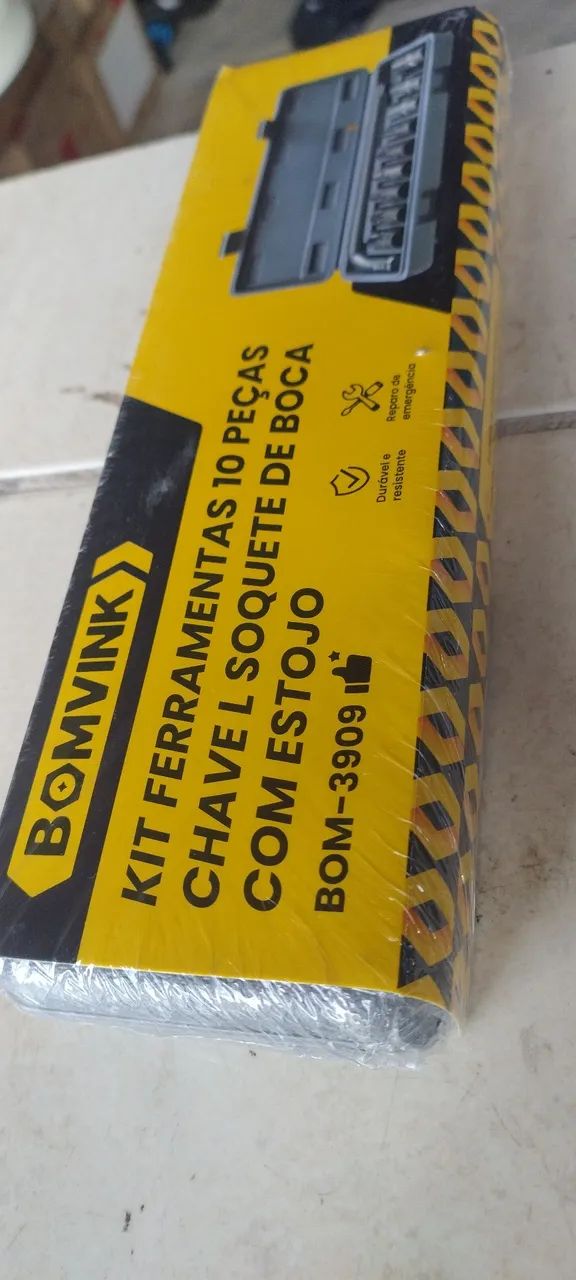 BOMVINK
KIT FERRAMENTAS 10 PEÇAS
CHAVE L SOQUETE DE BOCA
COM ESTOJO
BOM-3909
Durável e
resistente
Reparo de
emergência